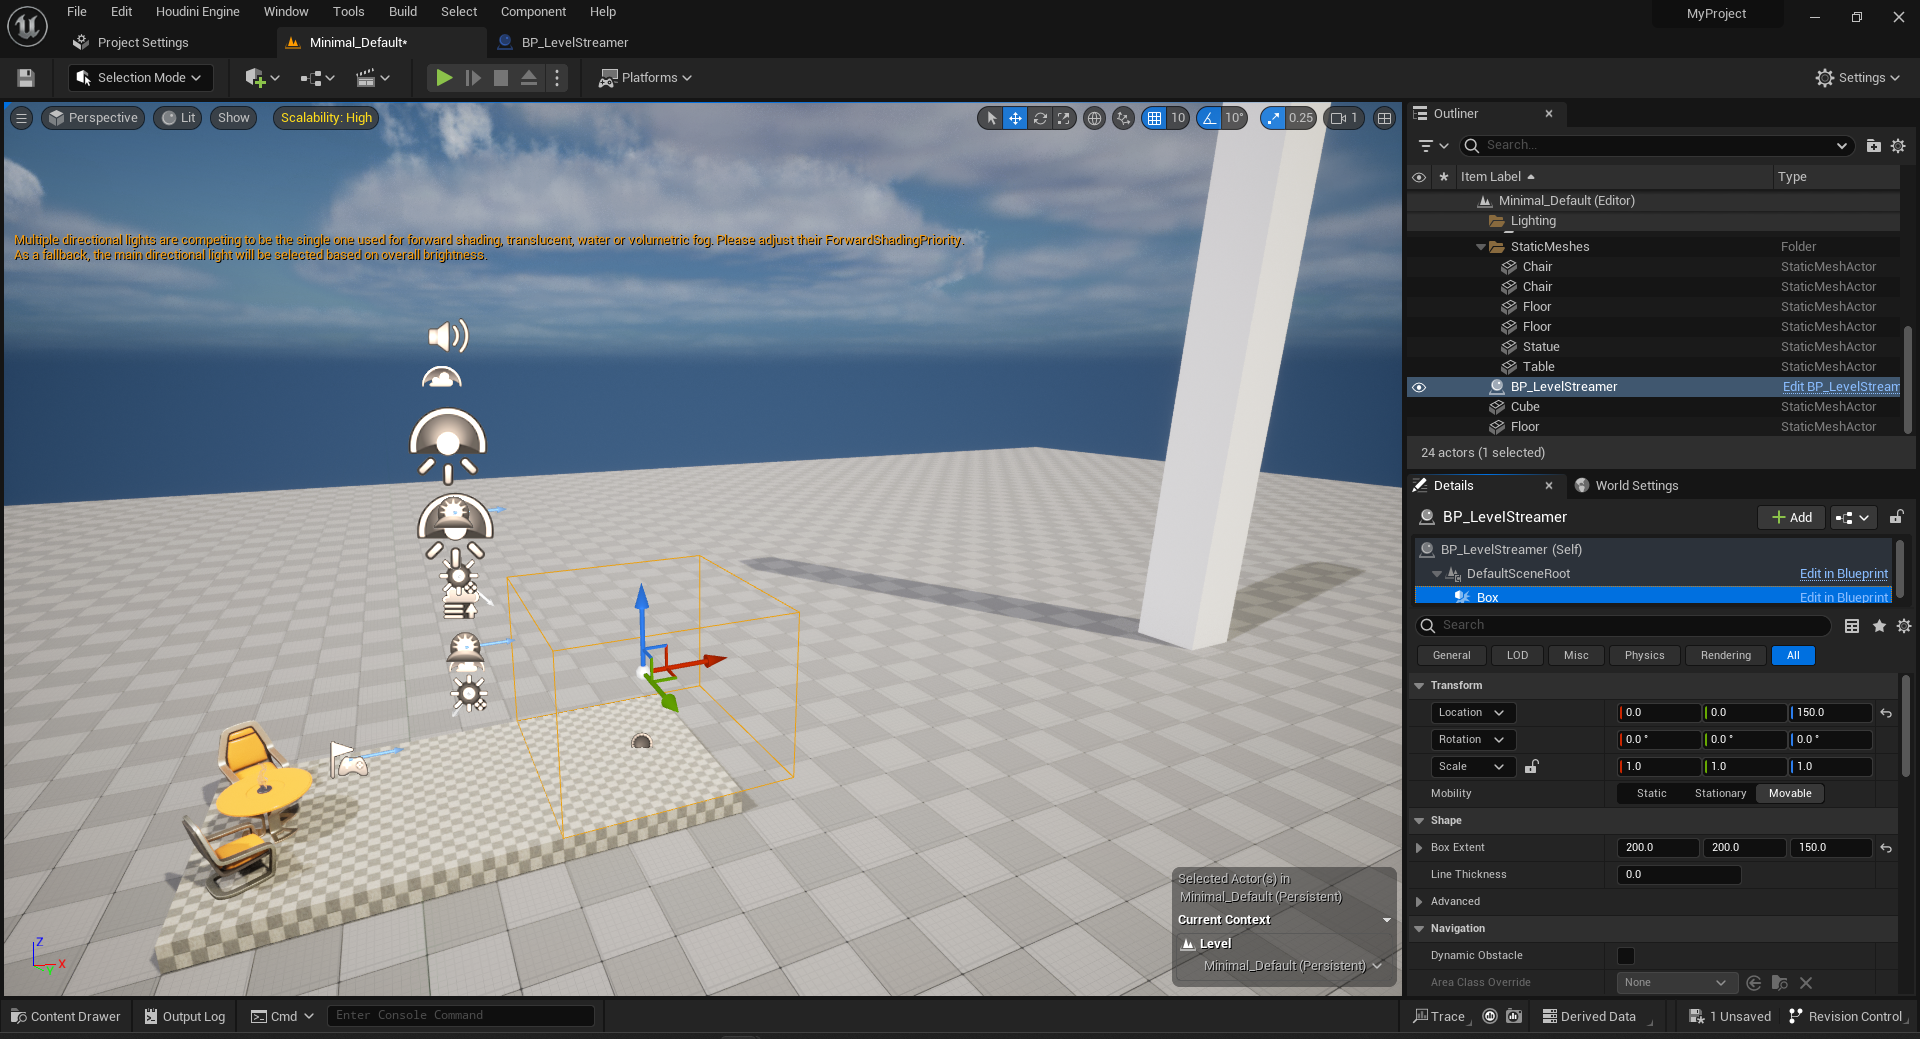 File Edit Houdini Engine Window Tools Build Select Component Help
MyProject
Project Settings
Minimal_Default*
BP_LevelStreamer
Selection Mode
Platforms
Settings
Perspective
Lit
Show
Scalability: High
10
10°
0.25
1
Multiple directional lights are competing to be the single one used for forward shading, translucent, water or volumetric fog. Please adjust their ForwardShadingPriority.
As a fallback, the main directional light will be selected based on overall brightness.
Z
X
Y
Selected Actor(s) in
Minimal_Default (Persistent)
Current Context
Level
Minimal_Default (Persistent)
Outliner
Search...
Item Label
Type
Minimal_Default (Editor)
Lighting
StaticMeshes Folder
Chair StaticMeshActor
Chair StaticMeshActor
Floor StaticMeshActor
Floor StaticMeshActor
Statue StaticMeshActor
Table StaticMeshActor
BP_LevelStreamer Edit BP_LevelStream
Cube StaticMeshActor
Floor StaticMeshActor
24 actors (1 selected)
Details
World Settings
BP_LevelStreamer
Add
BP_LevelStreamer (Self)
DefaultSceneRoot Edit in Blueprint
Box Edit in Blueprint
Search
General LOD Misc Physics Rendering All
Transform
Location 0.0 0.0 150.0
Rotation 0.0 ° 0.0 ° 0.0 °
Scale 1.0 1.0 1.0
Mobility Static Stationary Movable
Shape
Box Extent 200.0 200.0 150.0
Line Thickness 0.0
Advanced
Navigation
Dynamic Obstacle
Area Class Override None
Content Drawer
Output Log
Cmd
Enter Console Command
Trace
Derived Data
1 Unsaved
Revision Control